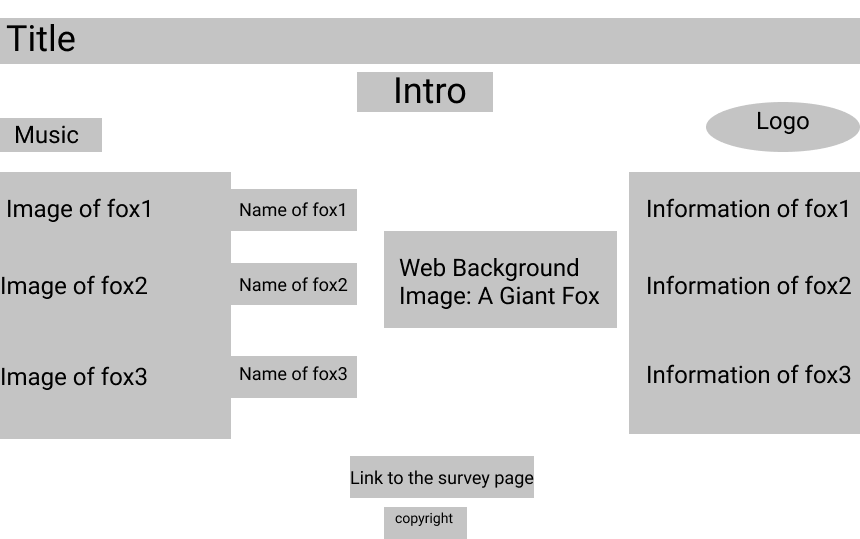 Title
Intro
Music
Logo
Image of fox1
Name of fox1
Information of fox1
Web Background
Image: A Giant Fox
Image of fox2
Name of fox2
Information of fox2
Image of fox3
Name of fox3
Information of fox3
Link to the survey page
copyright